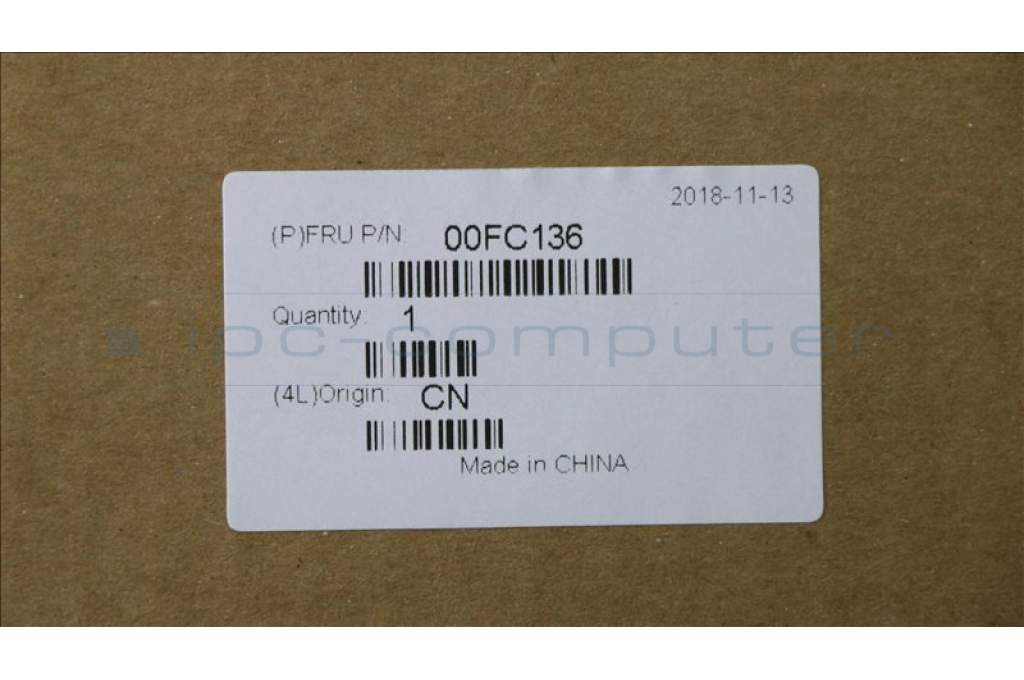 2018-11-13
(P)FRU P/N: 00FC136
Quantity: 1
ipc-computer
(4L)Origin: CN
Made in CHINA